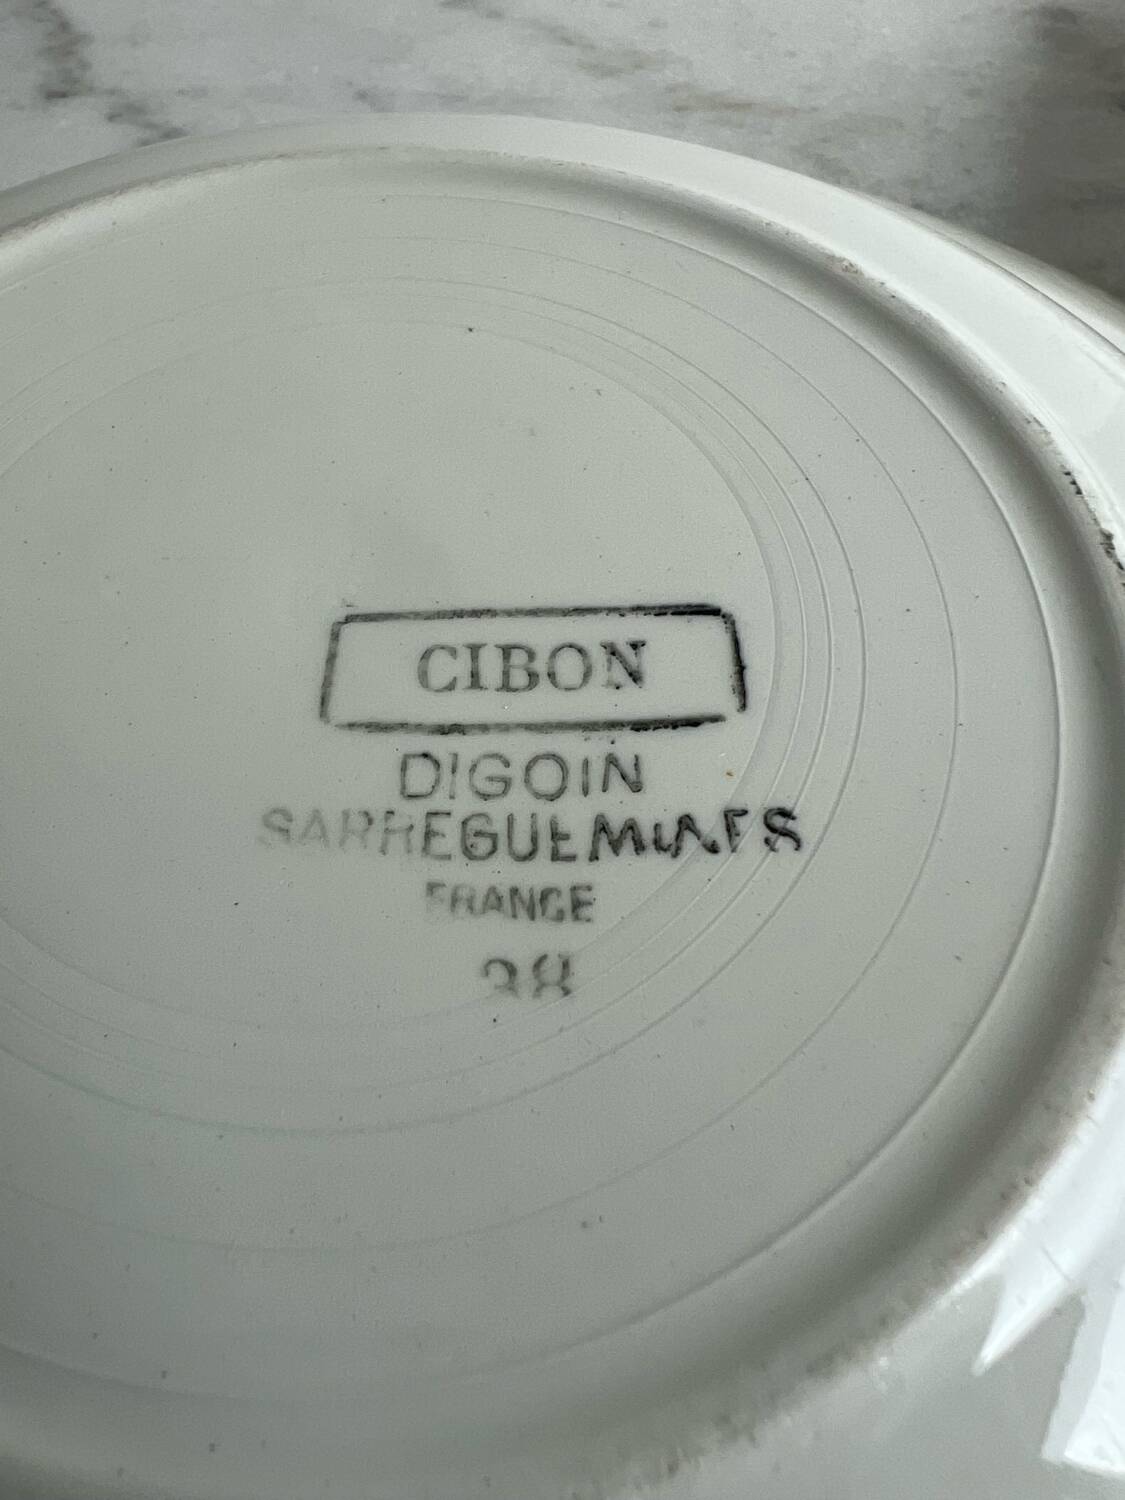 CIBON
DIGOIN
SARREGUEMINES
FRANCE
38